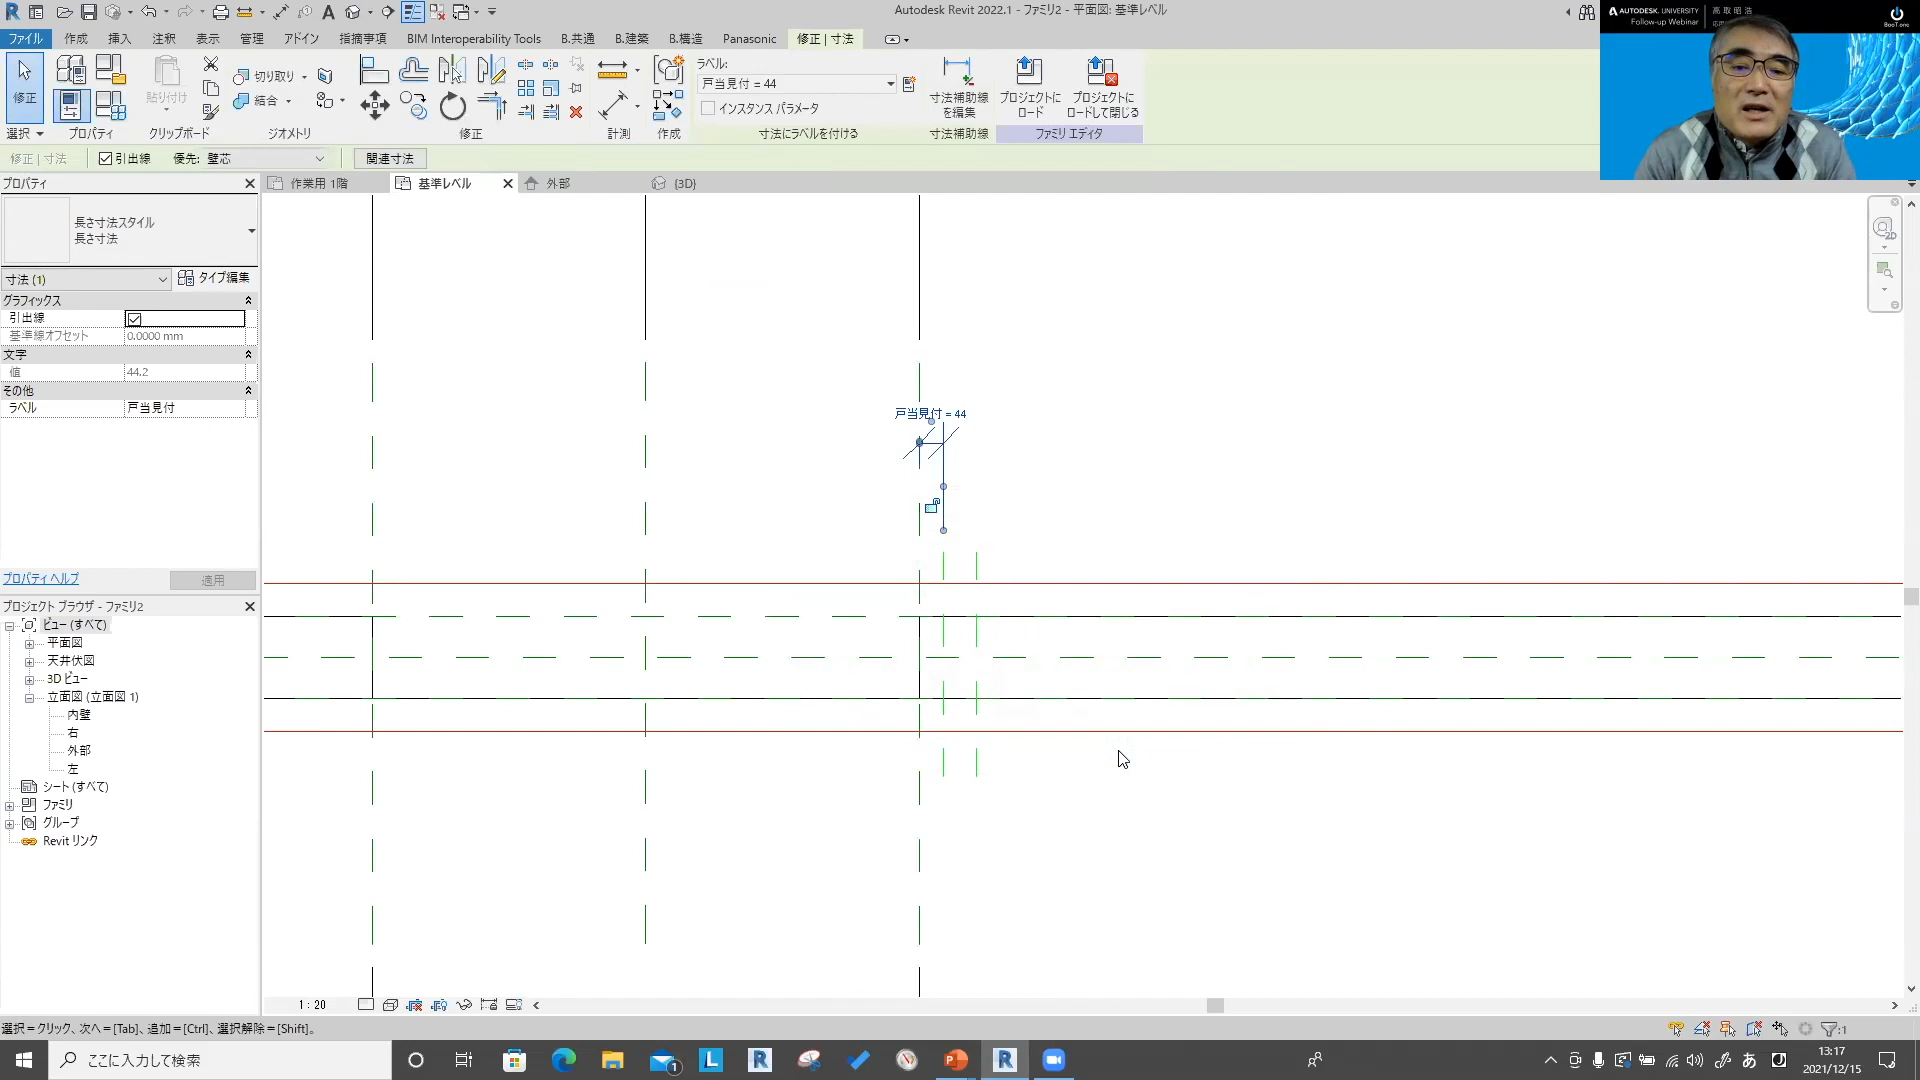 Autodesk Revit 2022.1 - ファミリ2 - 平面図: 基準レベル
AUTODESK. UNIVERSITY
Follow-up Webinar
高 取 昭 浩
BooT.one
ファイル 作成 挿入 注釈 表示 管理 アドイン 指摘事項 BIM Interoperability Tools B.共通 B.建築 B.構造 Panasonic 修正 | 寸法
修正
貼り付け
切り取り
結合
ラベル:
戸当見付 = 44
インスタンス パラメータ
寸法補助線
を編集
プロジェクトに
ロード
プロジェクトに
ロードして閉じる
選択 プロパティ クリップボード ジオメトリ 修正 計測 作成 寸法にラベルを付ける 寸法補助線 ファミリ エディタ
修正 | 寸法 引出線 優先: 壁芯 関連寸法
プロパティ
作業用 1階 基準レベル 外部 {3D}
長さ寸法スタイル
長さ寸法
寸法 (1) タイプ編集
グラフィックス
引出線
基準線オフセット 0.0000 mm
文字
値 44.2
その他
ラベル 戸当見付
プロパティ ヘルプ 適用
プロジェクト ブラウザ - ファミリ2
ビュー (すべて)
平面図
天井伏図
3D ビュー
立面図 (立面図 1)
内壁
右
外部
左
シート (すべて)
ファミリ
グループ
Revit リンク
戸当見付 = 44
2D
1 : 20
選択＝クリック、次へ＝[Tab]、追加＝[Ctrl]、選択解除＝[Shift]。
:1
ここに入力して検索
1
あ
13:17
2021/12/15